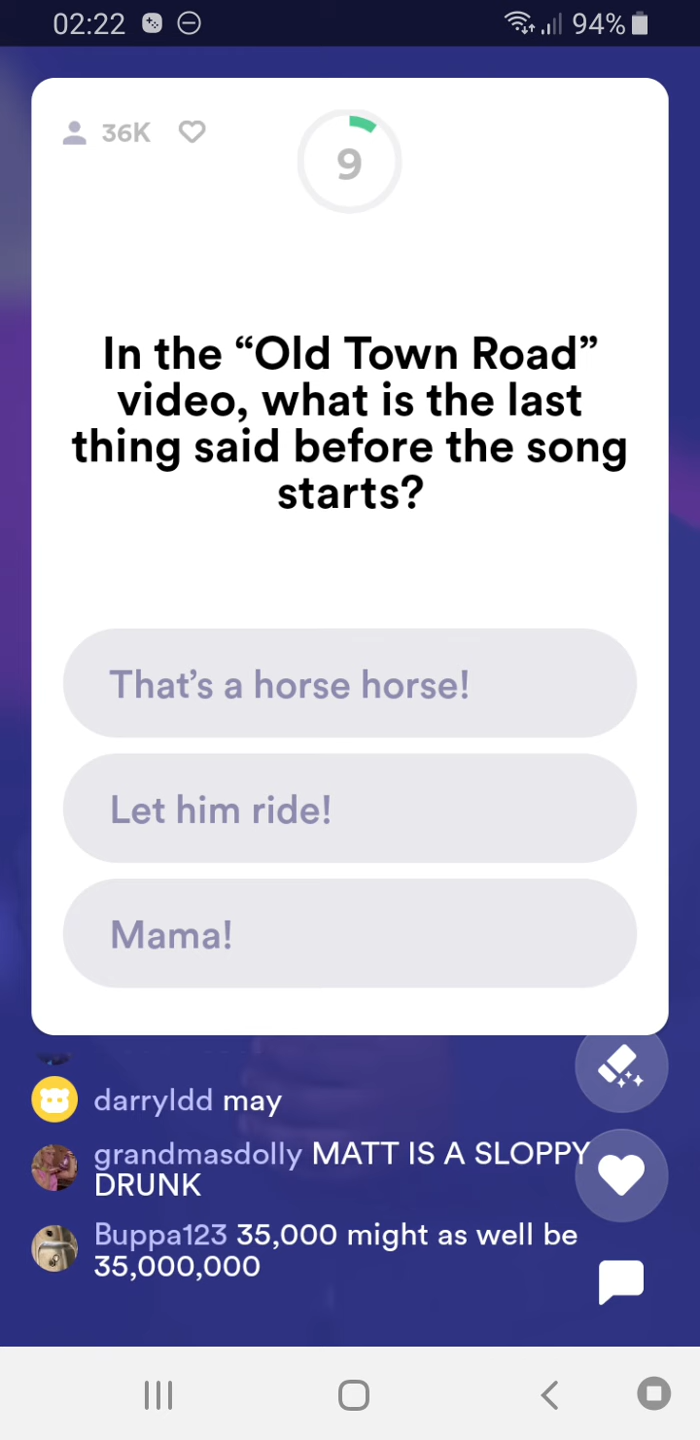 02:22
94%
36K
9
In the “Old Town Road”
video, what is the last
thing said before the song
starts?
That’s a horse horse!
Let him ride!
Mama!
darryldd may
grandmasdolly MATT IS A SLOPPY
DRUNK
Buppa123 35,000 might as well be
35,000,000